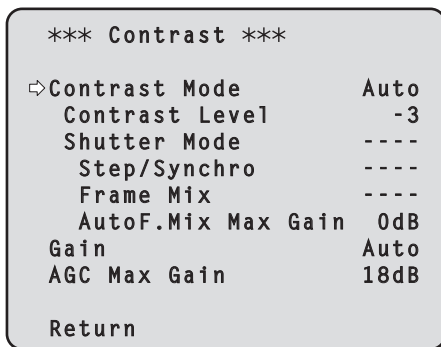 *** Contrast ***
⇨Contrast Mode Auto
Contrast Level -3
Shutter Mode ----
Step/Synchro ----
Frame Mix ----
AutoF.Mix Max Gain 0dB
Gain Auto
AGC Max Gain 18dB
Return